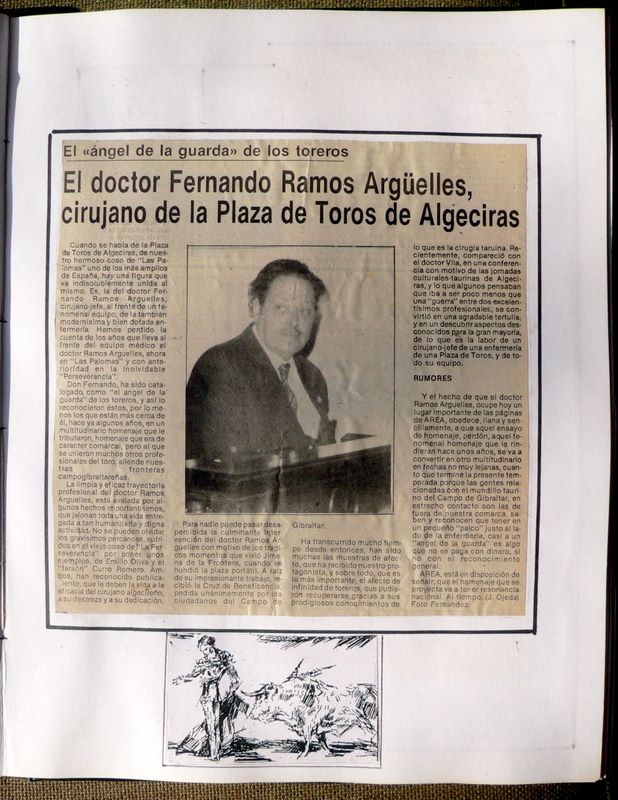 El «ángel de la guarda» de los toreros
El doctor Fernando Ramos Argüelles,
cirujano de la Plaza de Toros de Algeciras
Cuando se habla de la Plaza
de Toros de Algeciras, de nues-
tro hermoso coso de "Las Pa-
lomas" uno de los más amplios
de España, hay una figura que
va indisolublemente unida al
mismo. Es, la del doctor Fer-
nando Ramos Arguelles,
cirujano-jefe, al frente de un fe-
nomenal equipo, de la también
modernísima y bien dotada en-
fermería. Hemos perdido la
cuenta de los años que lleva al
frente del equipo médico el
doctor Ramos Arguelles, ahora
en "Las Palomas" y con ante-
rioridad en la inolvidable
"Perseverancia".
Don Fernando, ha sido cata-
logado, como "el ángel de la
guarda" de los toreros, y así lo
reconocieron éstos, por lo me-
nos los que están más cerca de
él, hace ya algunos años, en un
multitudinario homenaje que le
tributaron, homenaje que era de
carácter comarcal, pero al que
se unieron muchos otros profe-
sionales del toro, allende nues-
tras fronteras
campogibraltareñas.
La limpia y eficaz trayectoria
profesional del doctor Ramos
Arguelles, está avalada por al-
gunos hechos importantísimos,
que jalonan toda una vida entre-
gada a tan humanitaria y digna
actividad. No se pueden olvidar
los gravísimos percances, sufri-
dos en el viejo coso de "La Per-
severancia" por poner unos
ejemplos, de Emilio Oliva y el
"faraón" Curro Romero. Am-
bos, han reconocido publica-
mente, que le deben la vida a la
eficacia del cirujano algecireño,
a su destreza y a su dedicación.
Para nadie puede pasar desa-
percibida la culminante inter-
vención del doctor Ramos Ar-
guelles con motivo de los trági-
cos momentos que vivió Jime-
na de la Frontera, cuando se
hundió la plaza portátil. A raíz
de su impresionante trabajo, re-
cibió la Cruz de Beneficencia,
pedida unánimemente por los
ciudadanos del Campo de
Gibraltar.
Ha transcurrido mucho tiem-
po desde entonces, han sido
muchas las muestras de afec-
to, que ha recibido nuestro pro-
tagonista, y sobre todo, que es
lo más importante, el afecto de
infinidad de toreros, que pudie-
ron recuperarse, gracias a sus
prodigiosos conocimientos de
lo que es la cirugía taurina. Re-
cientemente, compareció con
el doctor Vila, en una conferen-
cia con motivo de las jornadas
culturales-taurinas de Algeci-
ras, y lo que algunos pensaban
que iba a ser poco menos que
una "guerra" entre dos excelen-
tísimos profesionales, se con-
virtió en una agradable tertulia,
y en un descubrir aspectos des-
conocidos para la gran mayoría,
de lo que es la labor de un
cirujano-jefe de una enfermería
de una Plaza de Toros, y de to-
do su equipo.
RUMORES
Y el hecho de que el doctor
Ramos Arguelles, ocupe hoy un
lugar importante de las páginas
de AREA, obedece, llana y sen-
cillamente, a que aquel ensayo
de homenaje, perdón, aquel fe-
nomenal homenaje que le rin-
dieran hace unos años, se va a
convertir en otro multitudinario
en fechas no muy lejanas, cuan-
do termine la presente tem-
porada porque las gentes rela-
cionadas con el mundillo tauri-
no del Campo de Gibraltar, en
estrecho contacto con las de
fuera de nuestra comarca, sa-
ben y reconocen que tener en
un pequeño "palco" justo al la-
do de la enfermería, casi a un
"ángel de la guarda" es algo
que no se paga con dinero, si
no con el reconocimiento
general.
AREA, está en disposición de
señalar, que el homenaje que se
proyecta va a tener resonancia
nacional. Al tiempo. (J. Ojeda)
Foto Fernandez.